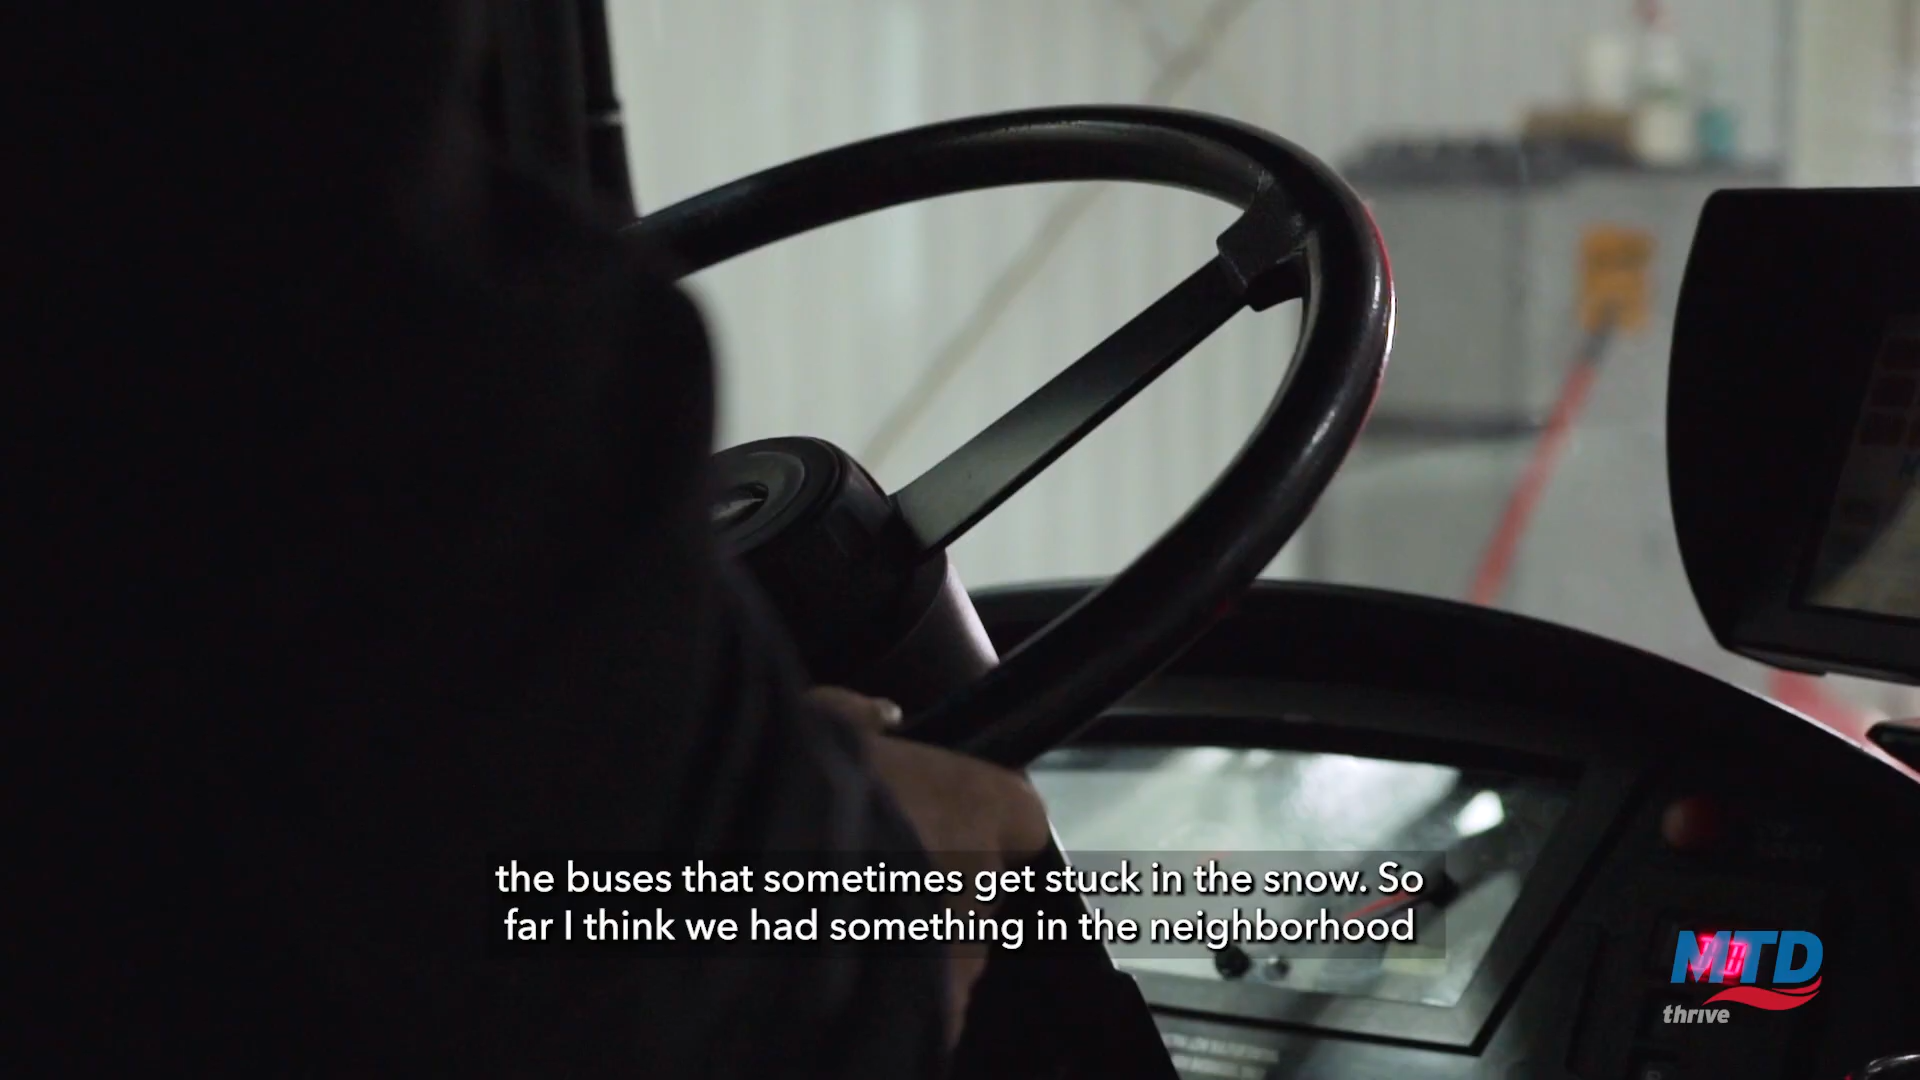 the buses that sometimes get stuck in the snow. So
far I think we had something in the neighborhood
MTD
thrive